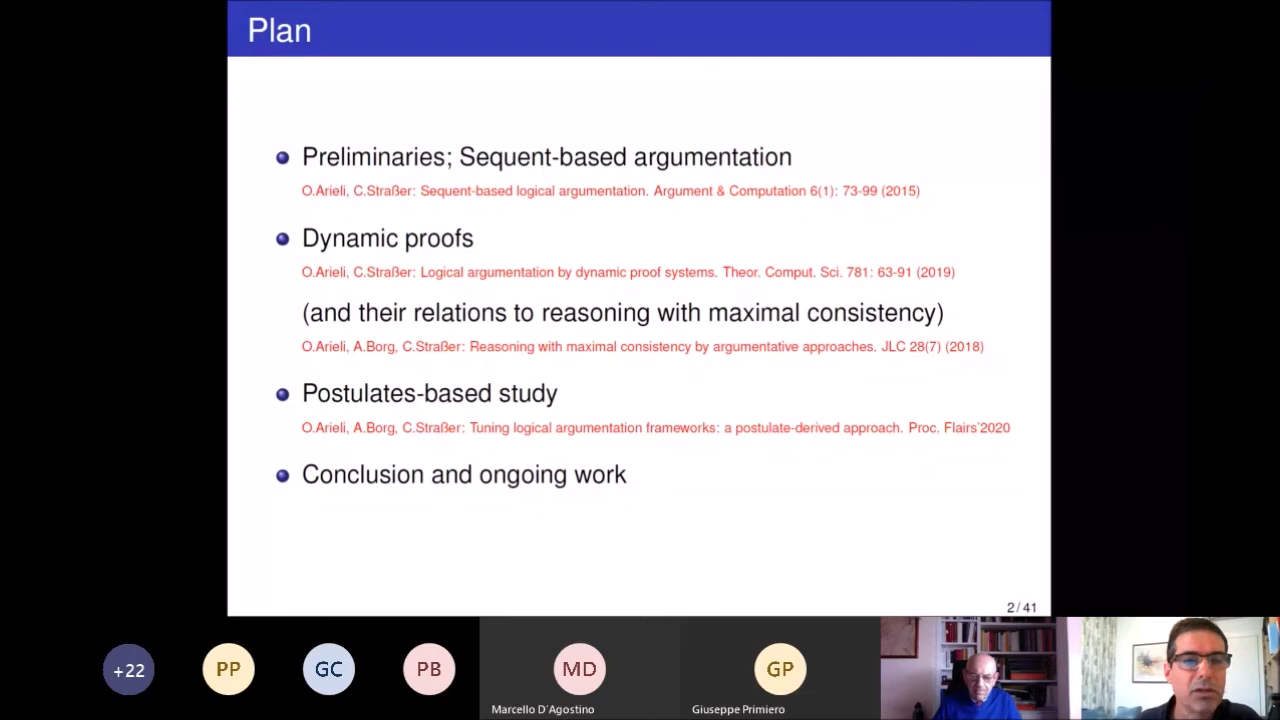 Plan
Preliminaries; Sequent-based argumentation
O.Arieli, C.Straßer: Sequent-based logical argumentation. Argument & Computation 6(1): 73-99 (2015)
Dynamic proofs
O.Arieli, C.Straßer: Logical argumentation by dynamic proof systems. Theor. Comput. Sci. 781: 63-91 (2019)
(and their relations to reasoning with maximal consistency)
O.Arieli, A.Borg, C.Straßer: Reasoning with maximal consistency by argumentative approaches. JLC 28(7) (2018)
Postulates-based study
O.Arieli, A.Borg, C.Straßer: Tuning logical argumentation frameworks: a postulate-derived approach. Proc. Flairs'2020
Conclusion and ongoing work
2 / 41
+22 PP GC PB MD GP
Marcello D'Agostino Giuseppe Primiero